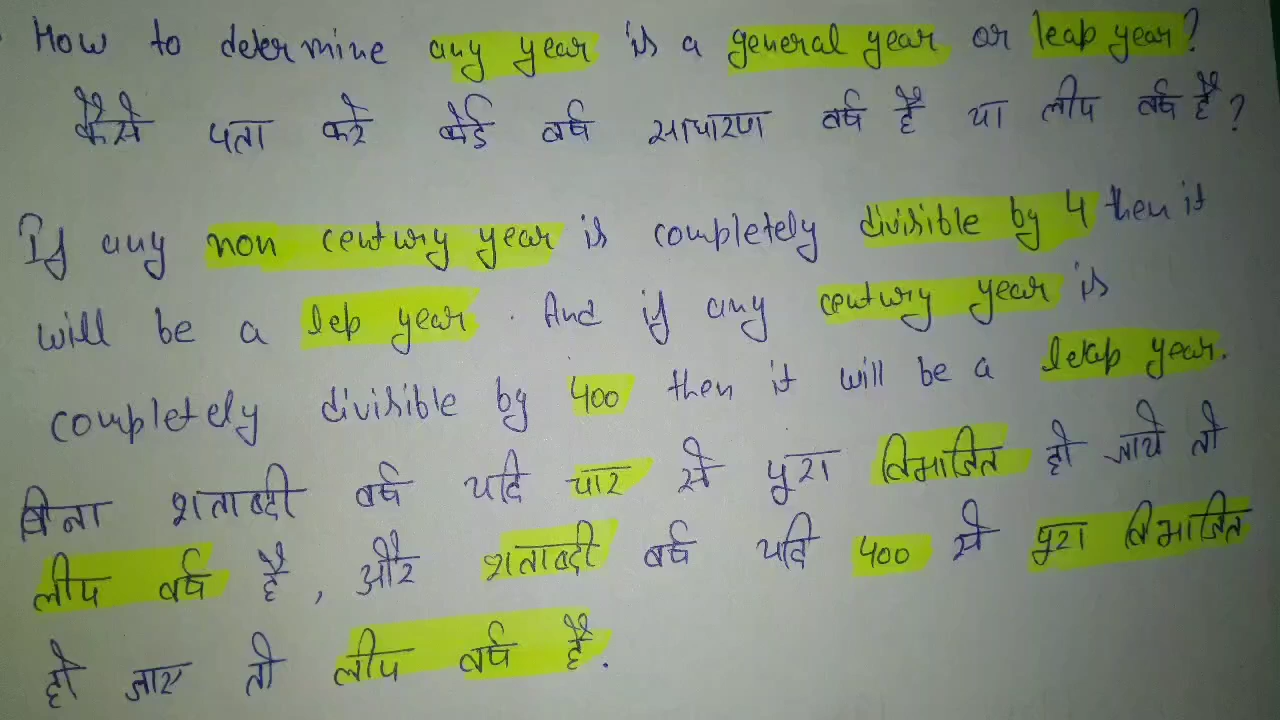 How to determine any year is a general year or leap year?
कैसे पता करे कोई वर्ष साधारण वर्ष है या लीप वर्ष है?
If any non century year is completely divisible by 4 then it
will be a lep year. And if any century year is
completely divisible by 400 then it will be a leap year.
बिना शताब्दी वर्ष यदि चार से पुरा विभाजित हो जाये तो
लीप वर्ष है, और शताब्दी वर्ष यदि 400 से पुरा विभाजित
हो जाए तो लीप वर्ष है.